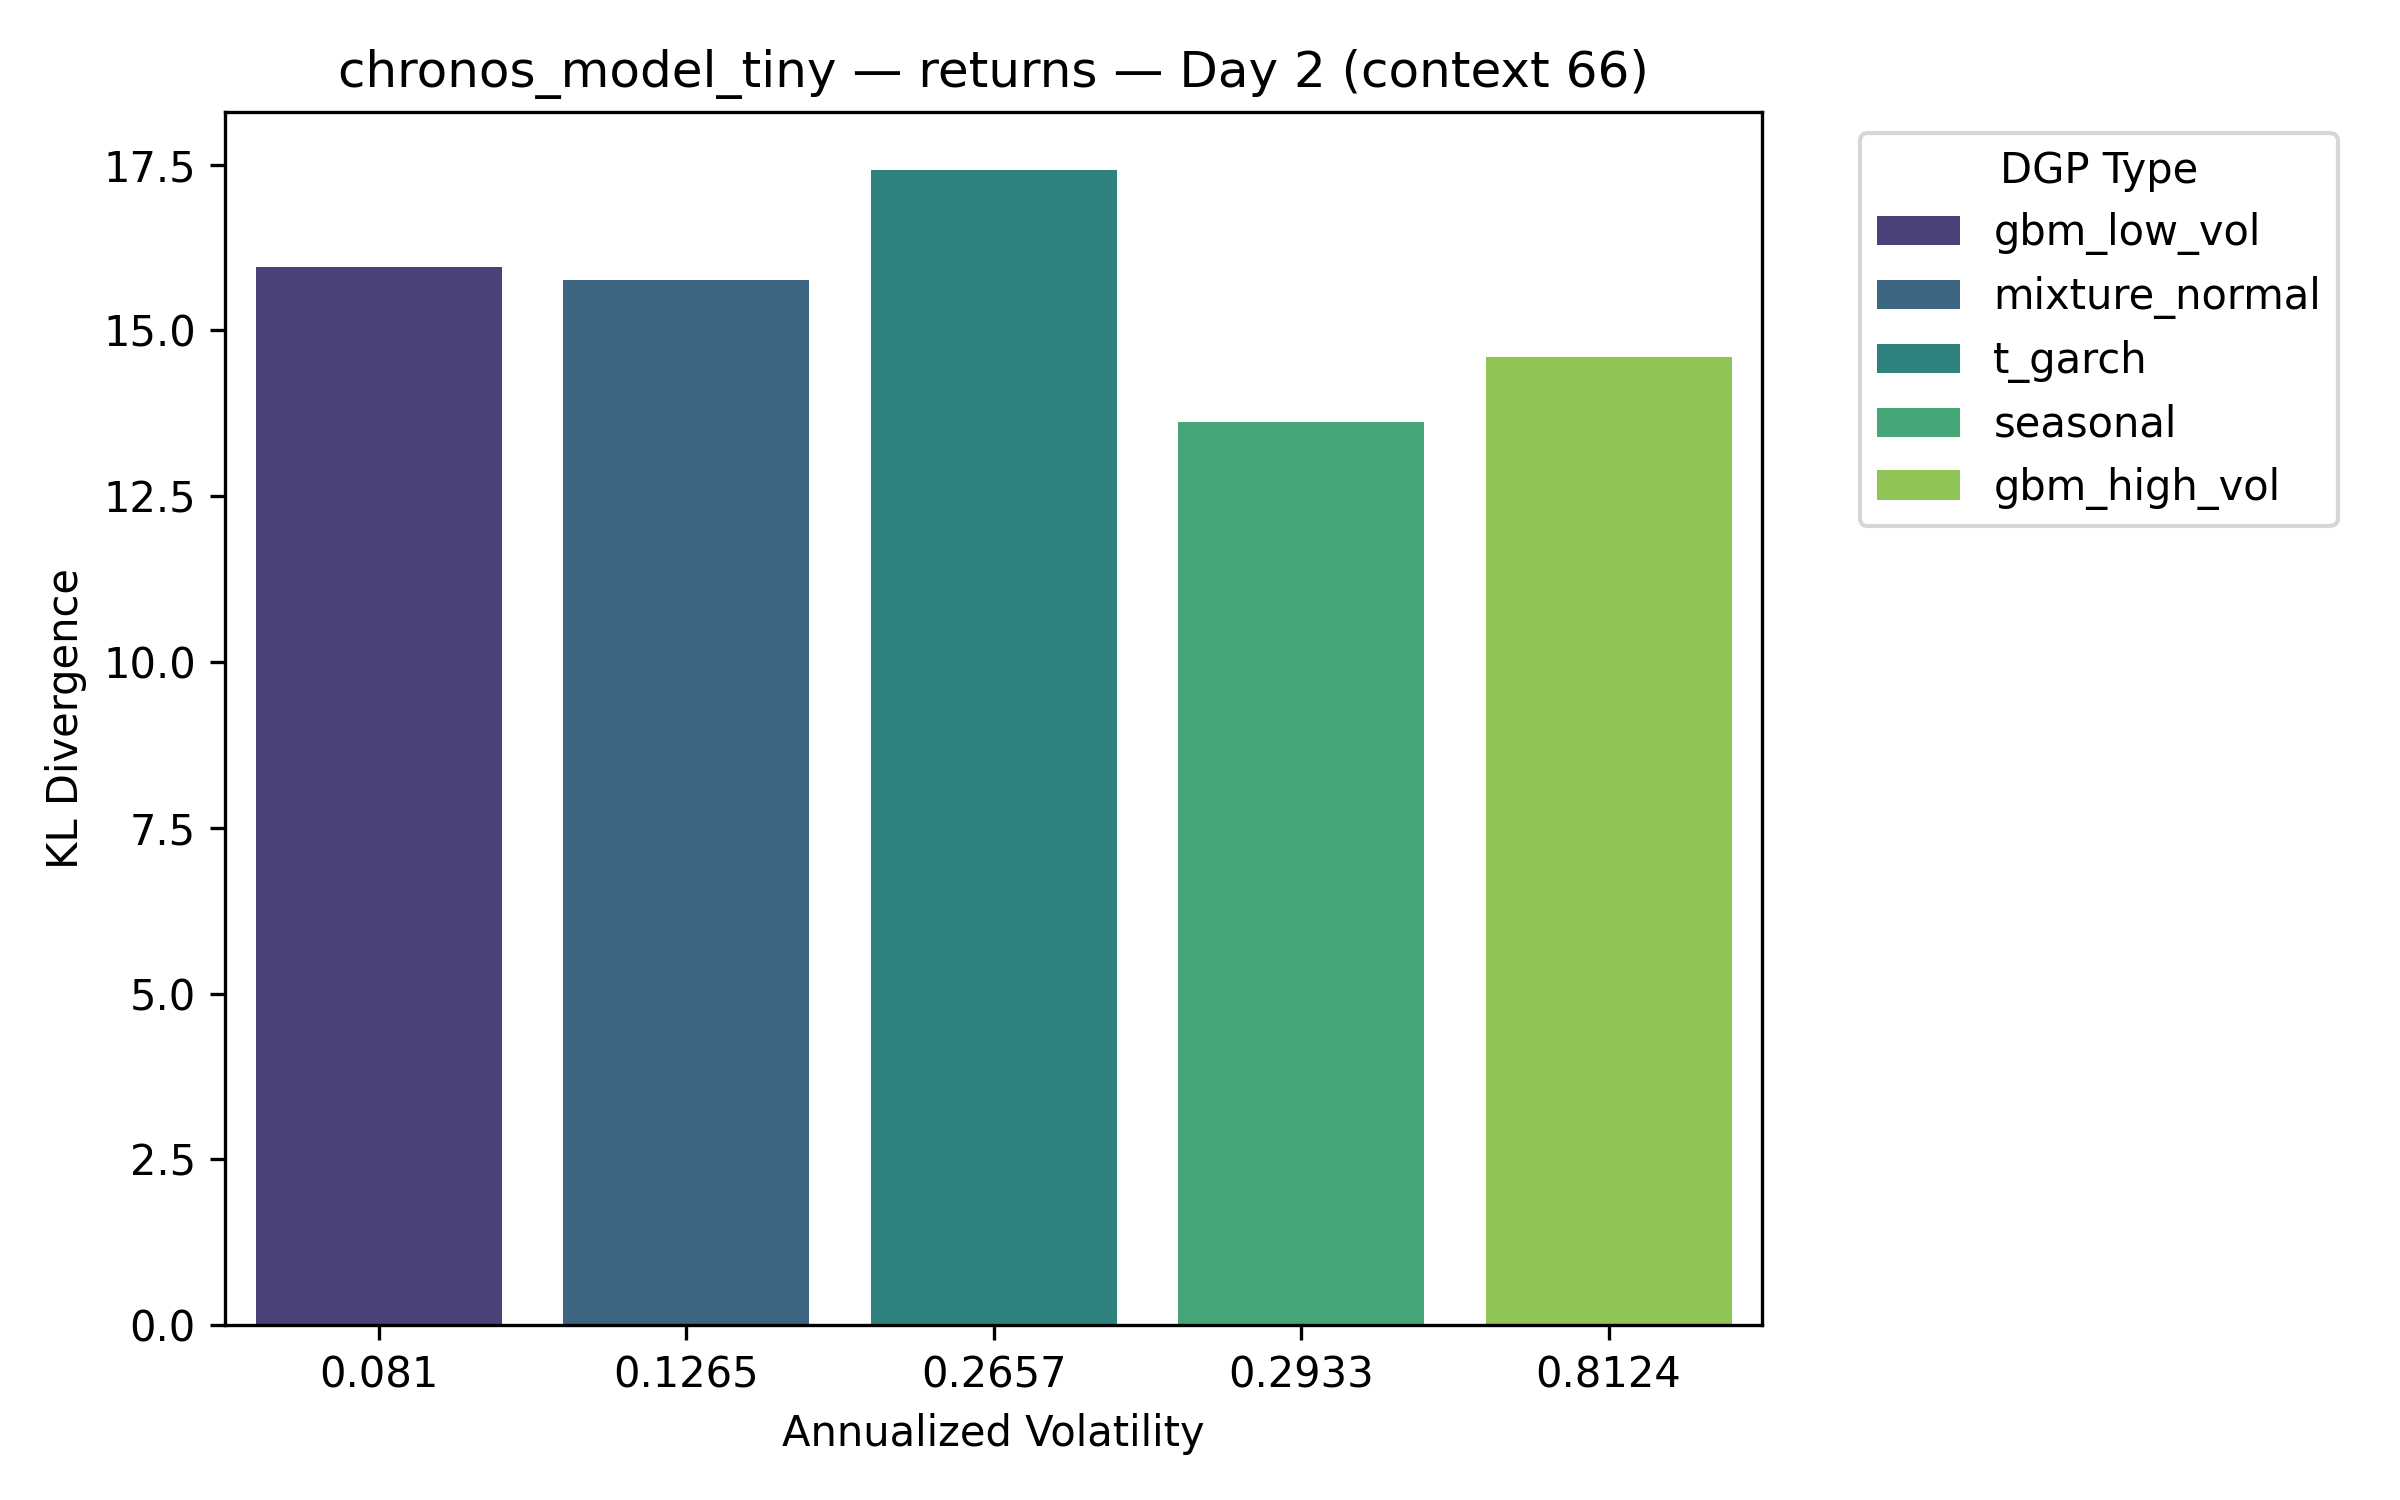 chronos_model_tiny — returns — Day 2 (context 66)
KL Divergence
17.5
15.0
12.5
10.0
7.5
5.0
2.5
0.0
0.081
0.1265
0.2657
0.2933
0.8124
Annualized Volatility
DGP Type
gbm_low_vol
mixture_normal
t_garch
seasonal
gbm_high_vol